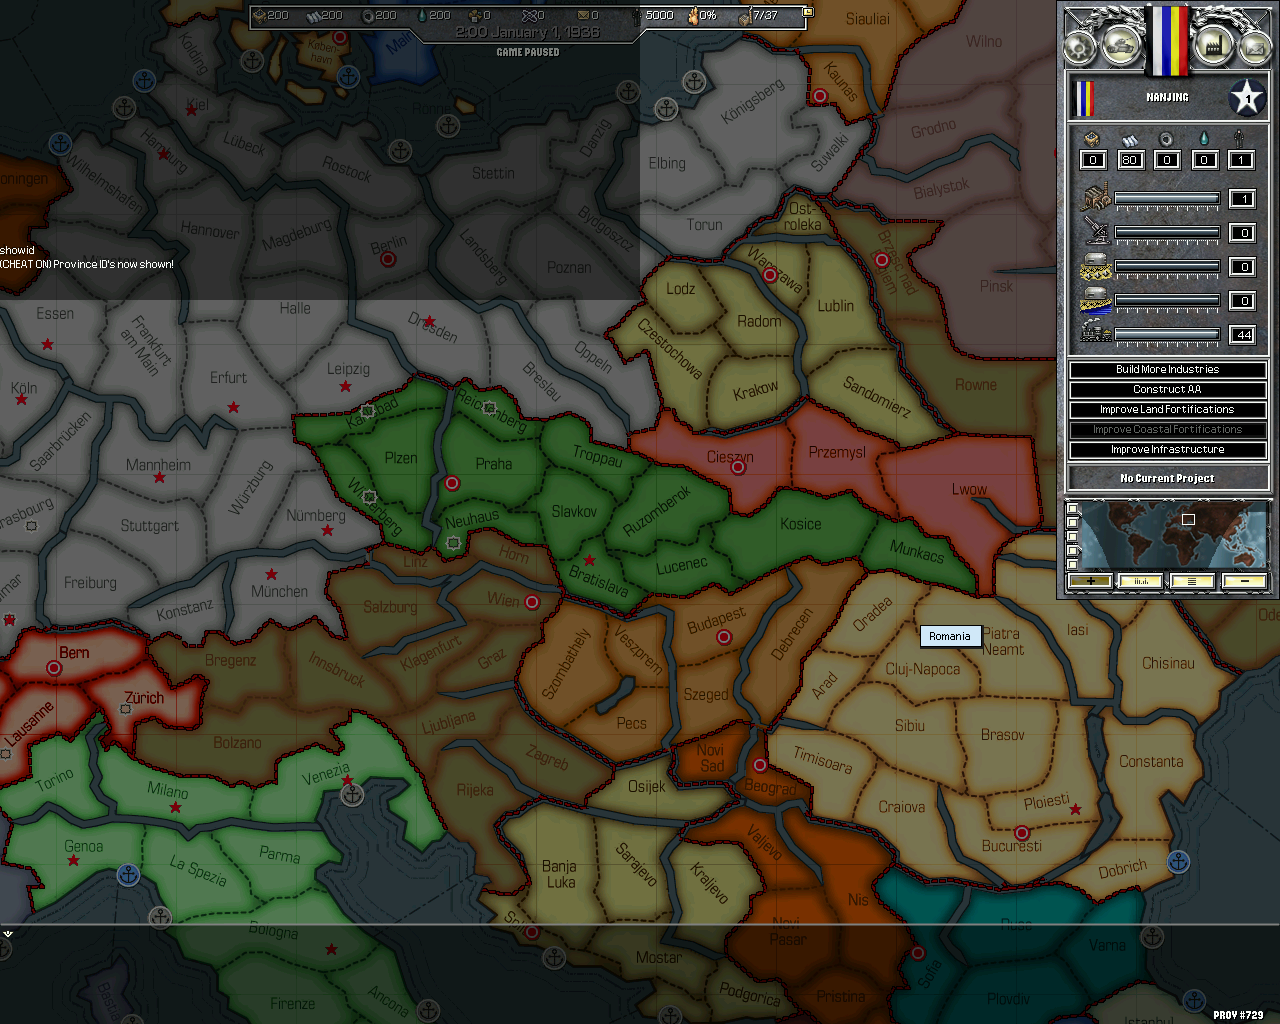 200 200 200 200 0 0 0 5000 0% 7/37
2:00 January 1, 1936
GAME PAUSED
showid
(CHEAT ON) Province ID's now shown!
NANJING
1
0 80 0 0 1
1
0
0
0
44
Build More Industries
Construct AA
Improve Land Fortifications
Improve Coastal Fortifications
Improve Infrastructure
No Current Project
Siauliai
Wilno
Kaunas
Kolding
Køben-
havn
Kiel
Rønne
Königsberg
Suwalki
Grodno
Bialystok
Pinsk
Elbing
Torun
Danzig
Hamburg
Lübeck
Rostock
Stettin
Wilhelmshafen
Hannover
Magdeburg
Berlin
Landsberg
Bydgoszcz
Poznan
Ost-
roleka
Warszawa
Lodz
Lublin
Radom
Czestochowa
Krakow
Sandomierz
Rowne
Essen
Frankfurt
am Main
Halle
Dresden
Oppeln
Breslau
Leipzig
Erfurt
Köln
Saarbrücken
Mannheim
Würzburg
Stuttgart
Nürnberg
Freiburg
Konstanz
München
Plzen
Praha
Reichenberg
Troppau
Neuhaus
Slavkov
Ruzomberok
Bratislava
Lucenec
Kosice
Munkacs
Cieszyn
Przemysl
Lwow
Linz
Horn
Salzburg
Wien
Klagenfurt
Graz
Bregenz
Innsbruck
Bolzano
Ljubljana
Zagreb
Rijeka
Bern
Zürich
Lausanne
Torino
Milano
Venezia
Genoa
La Spezia
Parma
Bologna
Firenze
Ancona
Szombathely
Veszprem
Budapest
Debrecen
Szeged
Pecs
Novi
Sad
Osijek
Beograd
Banja
Luka
Sarajevo
Kraljevo
Mostar
Podgorica
Valjevo
Nis
Novi
Pasar
Pristina
Romania
Oradea
Piatra
Neamt
Iasi
Chisinau
Cluj-Napoca
Arad
Sibiu
Brasov
Timisoara
Constanta
Craiova
Ploiesti
Bucuresti
Dobrich
Ruse
Varna
Sofia
Plovdiv
Istanbul
PROV #729